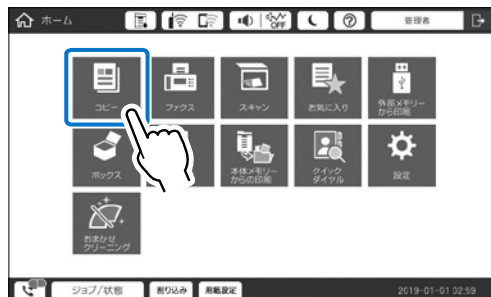 ホーム
OFF
管理者
コピー
ファクス
スキャン
お気に入り
外部メモリー
から印刷
ボックス
本体メモリー
からの印刷
クイック
ダイヤル
設定
おまかせ
クリーニング
ジョブ/状態
割り込み
用紙設定
2019-01-01 02:59